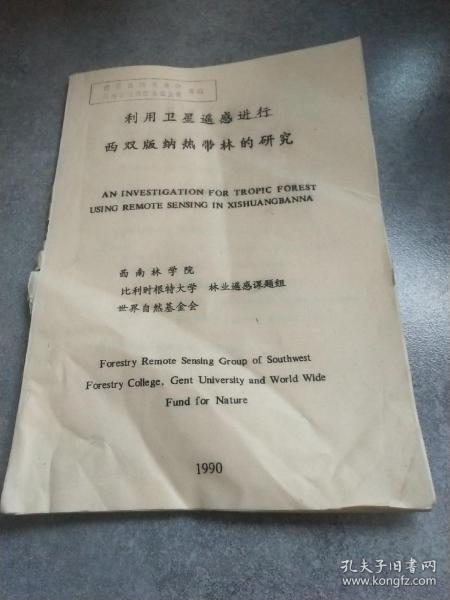 利用卫星遥感进行
西双版纳热带林的研究
AN INVESTIGATION FOR TROPIC FOREST
USING REMOTE SENSING IN XISHUANGBANNA
西南林学院
比利时根特大学 林业遥感课题组
世界自然基金会
Forestry Remote Sensing Group of Southwest
Forestry College, Gent University and World Wide
Fund for Nature
1990
孔夫子旧书网
www.kongfz.com